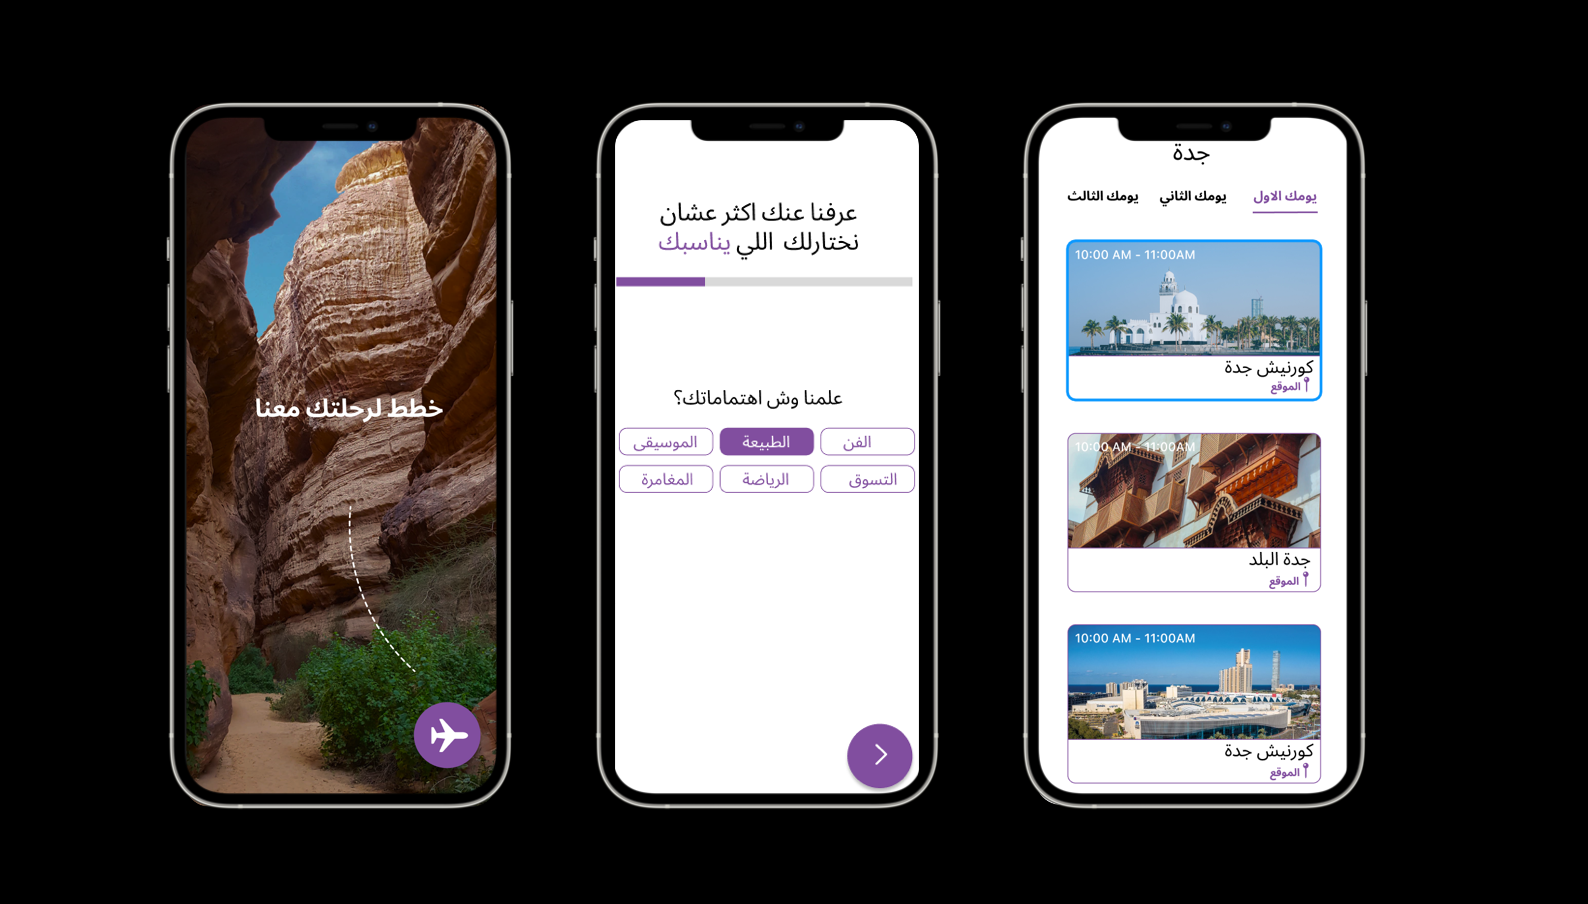 خطط لرحلتك معنا
عرفنا عنك اكثر عشان
نختارلك اللي يناسبك
علمنا وش اهتماماتك؟
الفن
الطبيعة
الموسيقى
التسوق
الرياضة
المغامرة
جدة
يومك الاول
يومك الثاني
يومك الثالث
10:00 AM - 11:00AM
كورنيش جدة
الموقع
10:00 AM - 11:00AM
جدة البلد
الموقع
10:00 AM - 11:00AM
كورنيش جدة
الموقع